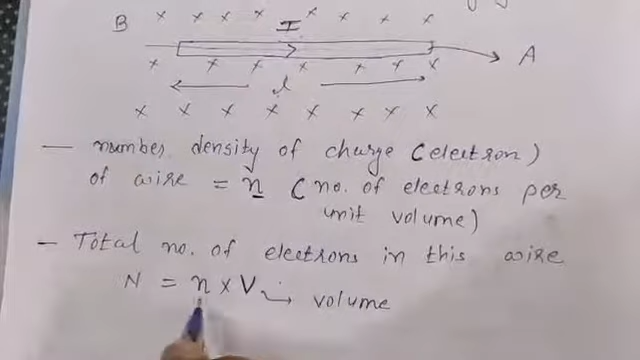 B x x x x x x x x
I
A
x x x x x x x
l
x x x x x x x x
— number density of charge (electron)
of wire = n (no. of electrons per
unit volume)
— Total no. of electrons in this wire
N = n × V → volume